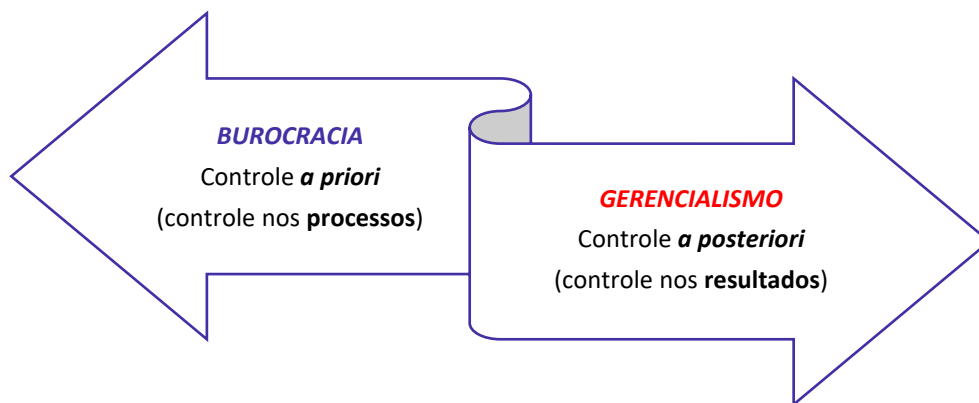 BUROCRACIA
Controle a priori
(controle nos processos)
GERENCIALISMO
Controle a posteriori
(controle nos resultados)